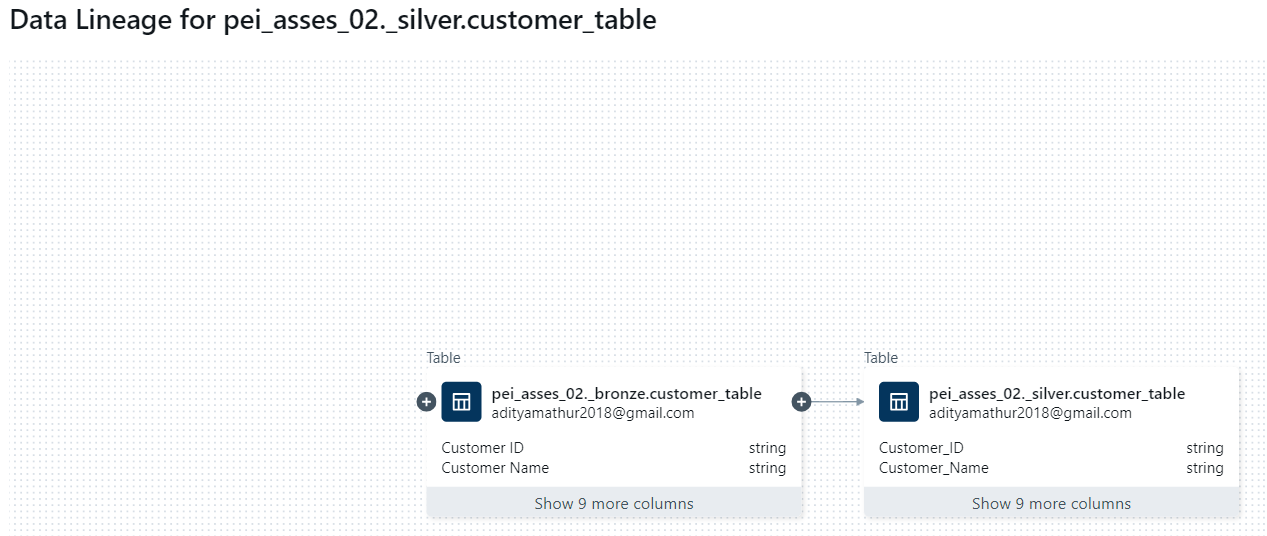 Data Lineage for pei_asses_02._silver.customer_table
Table
pei_asses_02._bronze.customer_table
adityamathur2018@gmail.com
Customer ID string
Customer Name string
Show 9 more columns
Table
pei_asses_02._silver.customer_table
adityamathur2018@gmail.com
Customer_ID string
Customer_Name string
Show 9 more columns